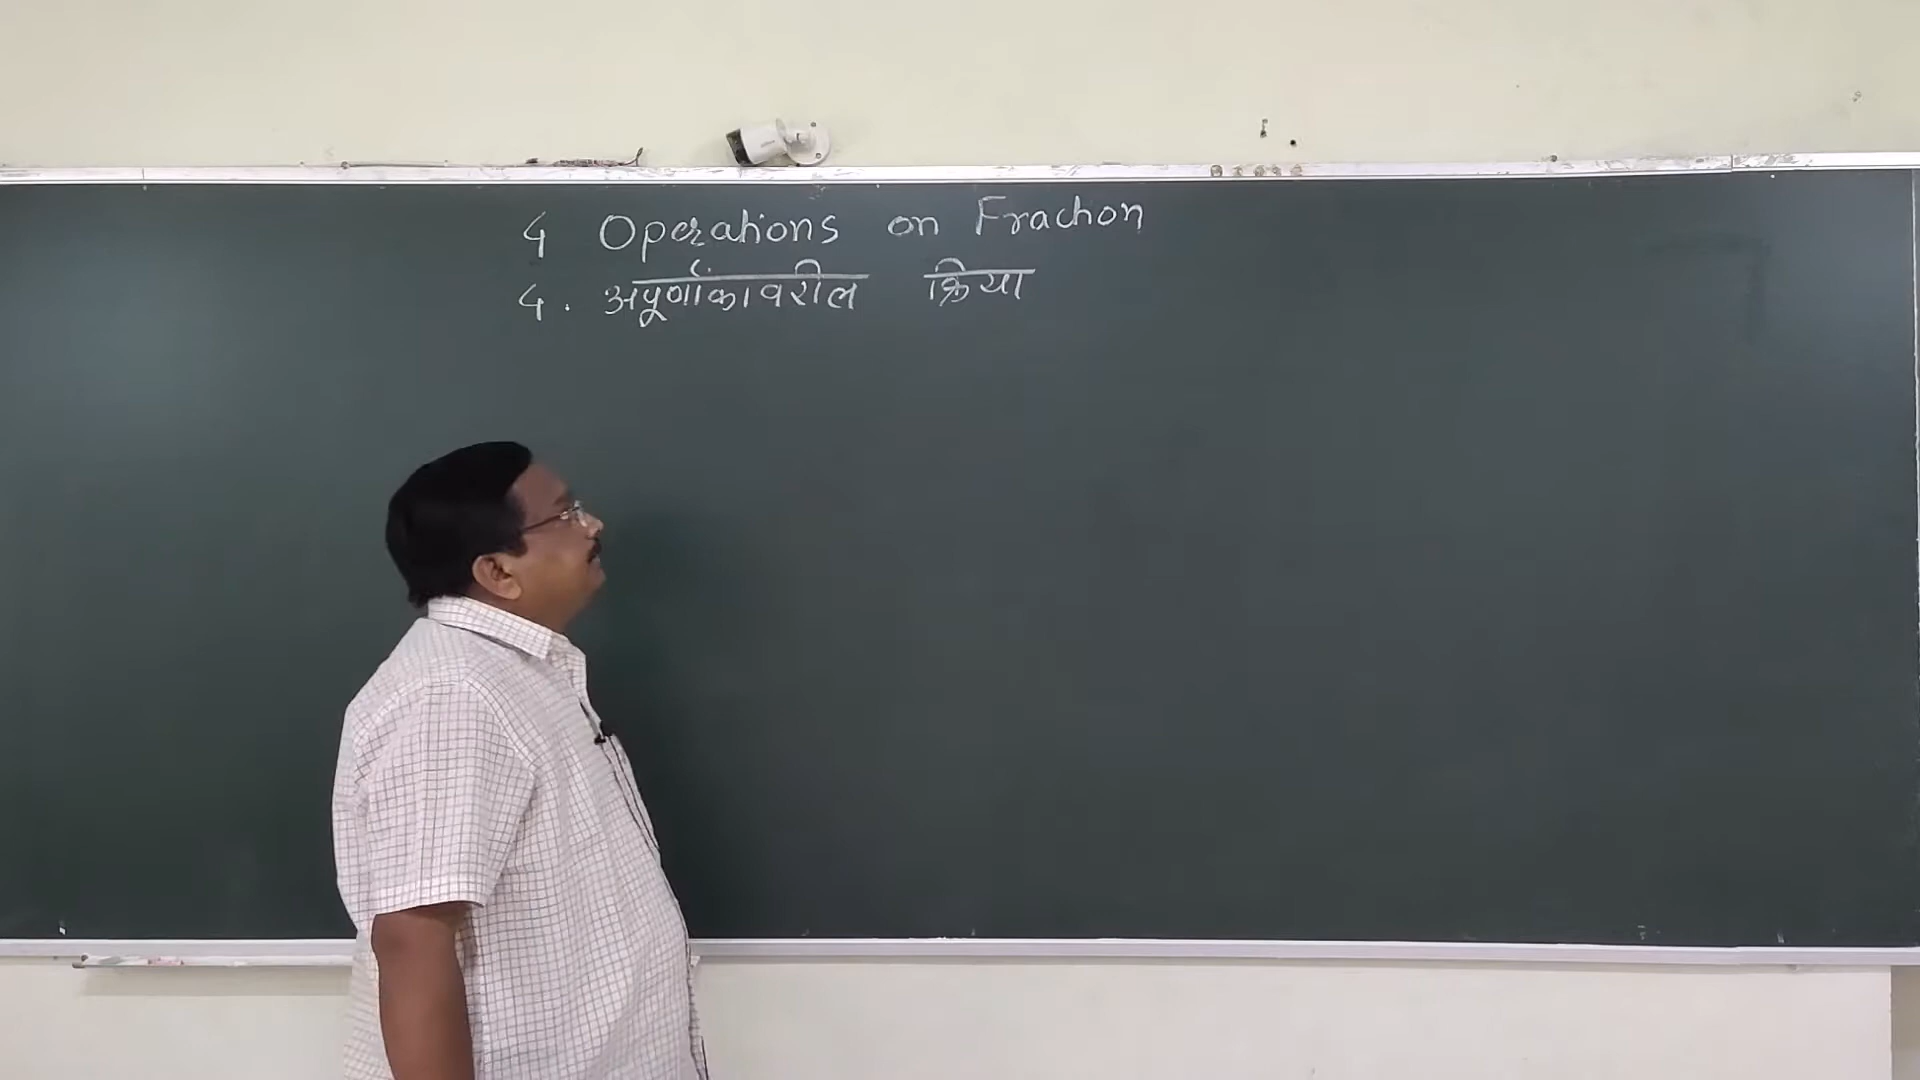 4 Operations on Fraction
4. अपूर्णांकावरील क्रिया